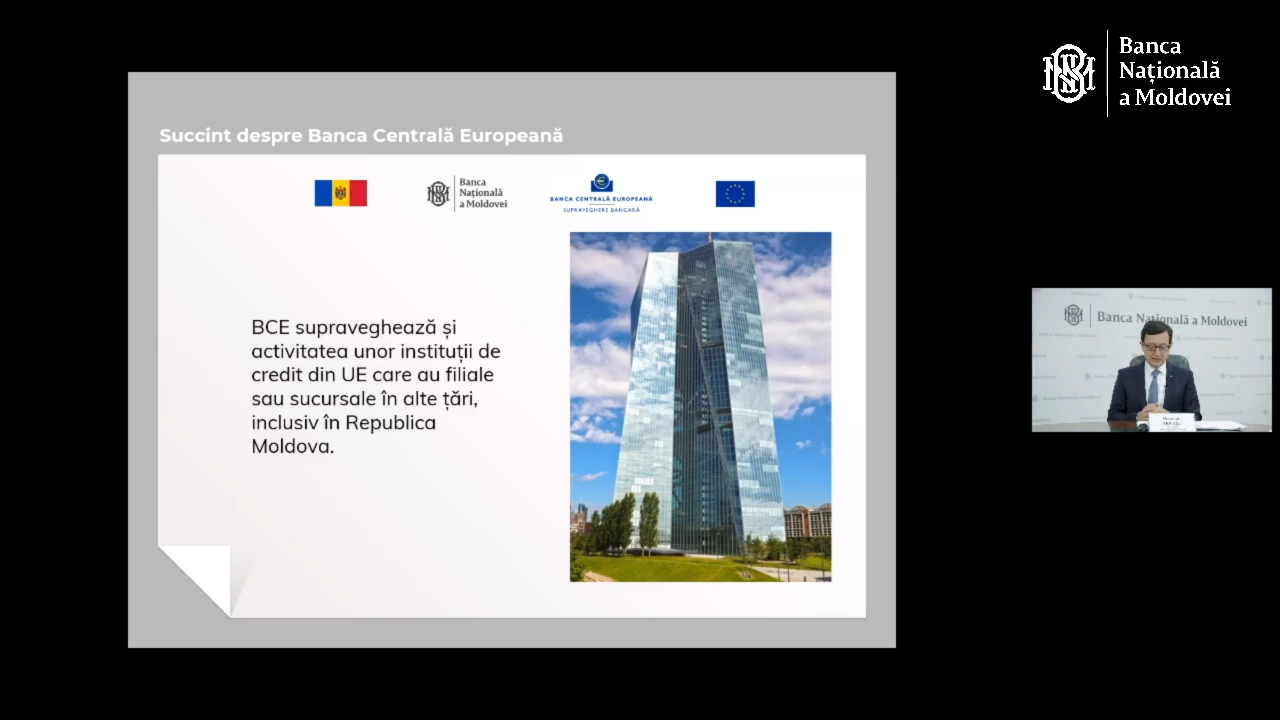 Banca
Națională
a Moldovei
Succint despre Banca Centrală Europeană
Banca
Națională
a Moldovei
BANCA CENTRALĂ EUROPEANĂ
SUPRAVEGHERE BANCARĂ
BCE supraveghează și
activitatea unor instituții de
credit din UE care au filiale
sau sucursale în alte țări,
inclusiv în Republica
Moldova.
Banca Națională a Moldovei